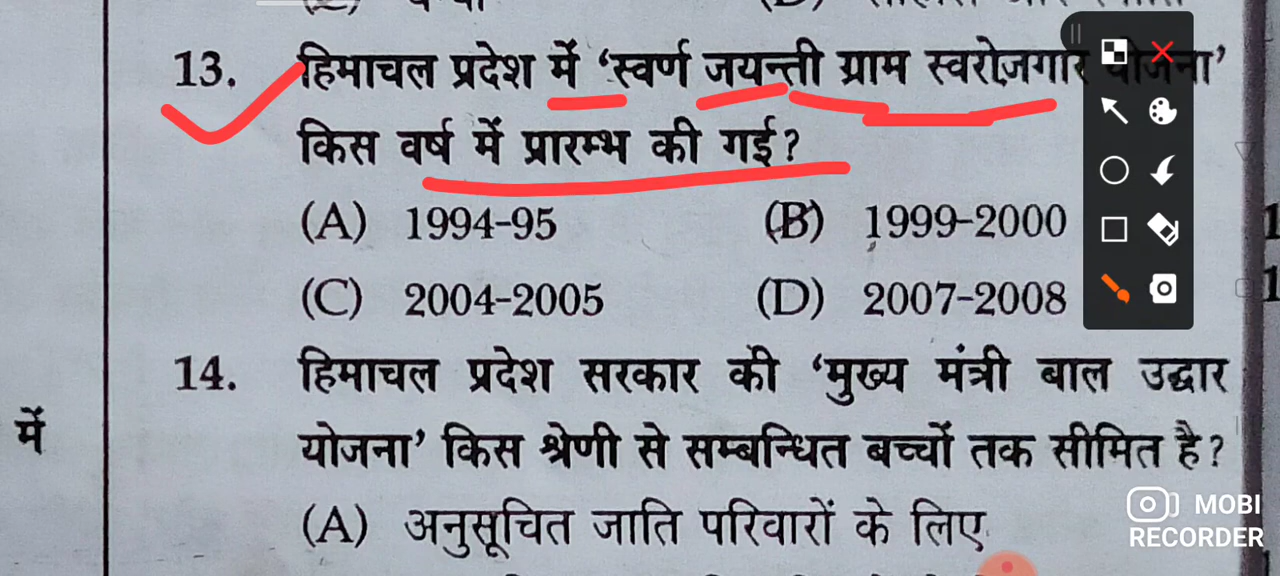 13. हिमाचल प्रदेश में ‘स्वर्ण जयन्ती ग्राम स्वरोज़गार योजना’
किस वर्ष में प्रारम्भ की गई?
(A) 1994-95 (B) 1999-2000
(C) 2004-2005 (D) 2007-2008
14. हिमाचल प्रदेश सरकार की ‘मुख्य मंत्री बाल उद्धार
में
योजना’ किस श्रेणी से सम्बन्धित बच्चों तक सीमित है?
(A) अनुसूचित जाति परिवारों के लिए
MOBI
RECORDER